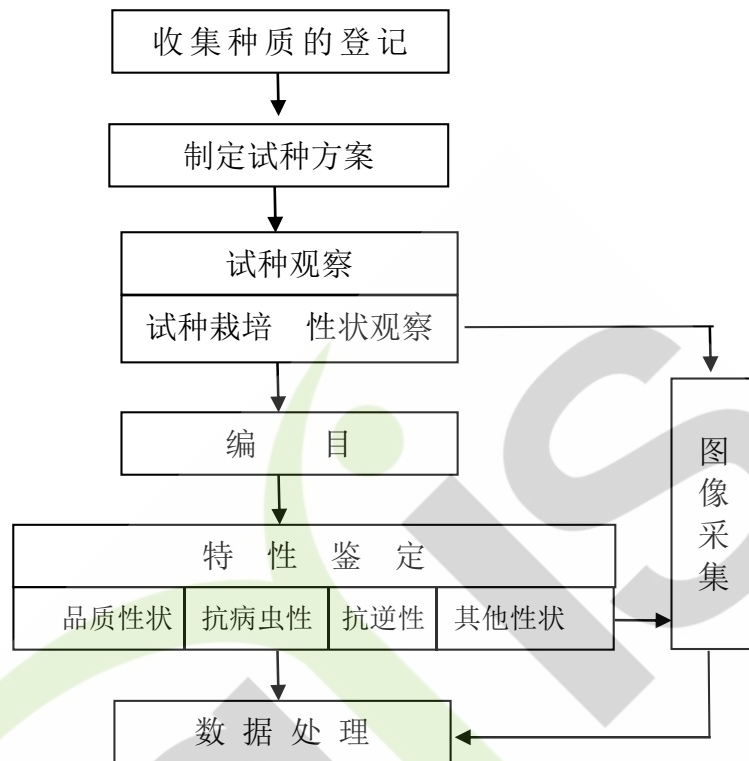 收集种质的登记
制定试种方案
试种观察
试种栽培 性状观察
编 目
图像采集
特 性 鉴 定
品质性状 抗病虫性 抗逆性 其他性状
数据处理